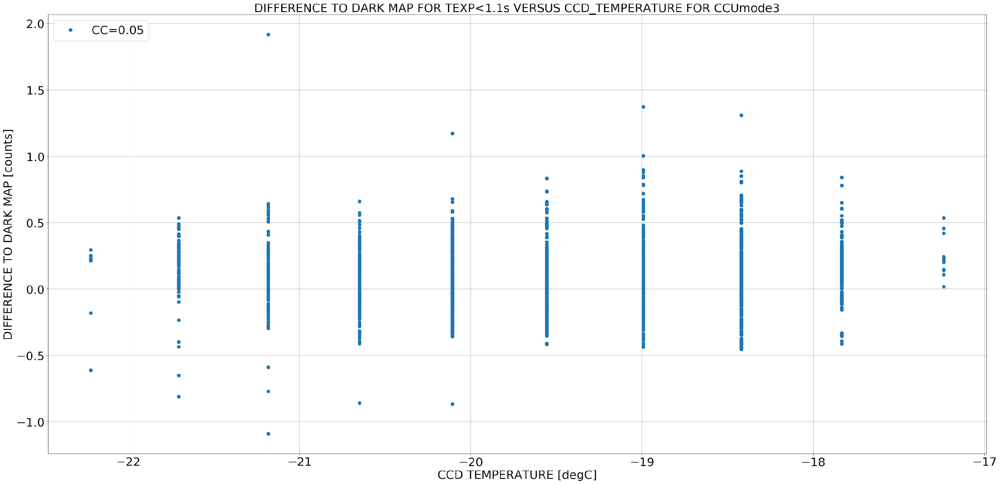 DIFFERENCE TO DARK MAP FOR TEXP<1.1s VERSUS CCD_TEMPERATURE FOR CCUmode3
CC=0.05
DIFFERENCE TO DARK MAP [counts]
2.0
1.5
1.0
0.5
0.0
−0.5
−1.0
−22 −21 −20 −19 −18 −17
CCD TEMPERATURE [degC]